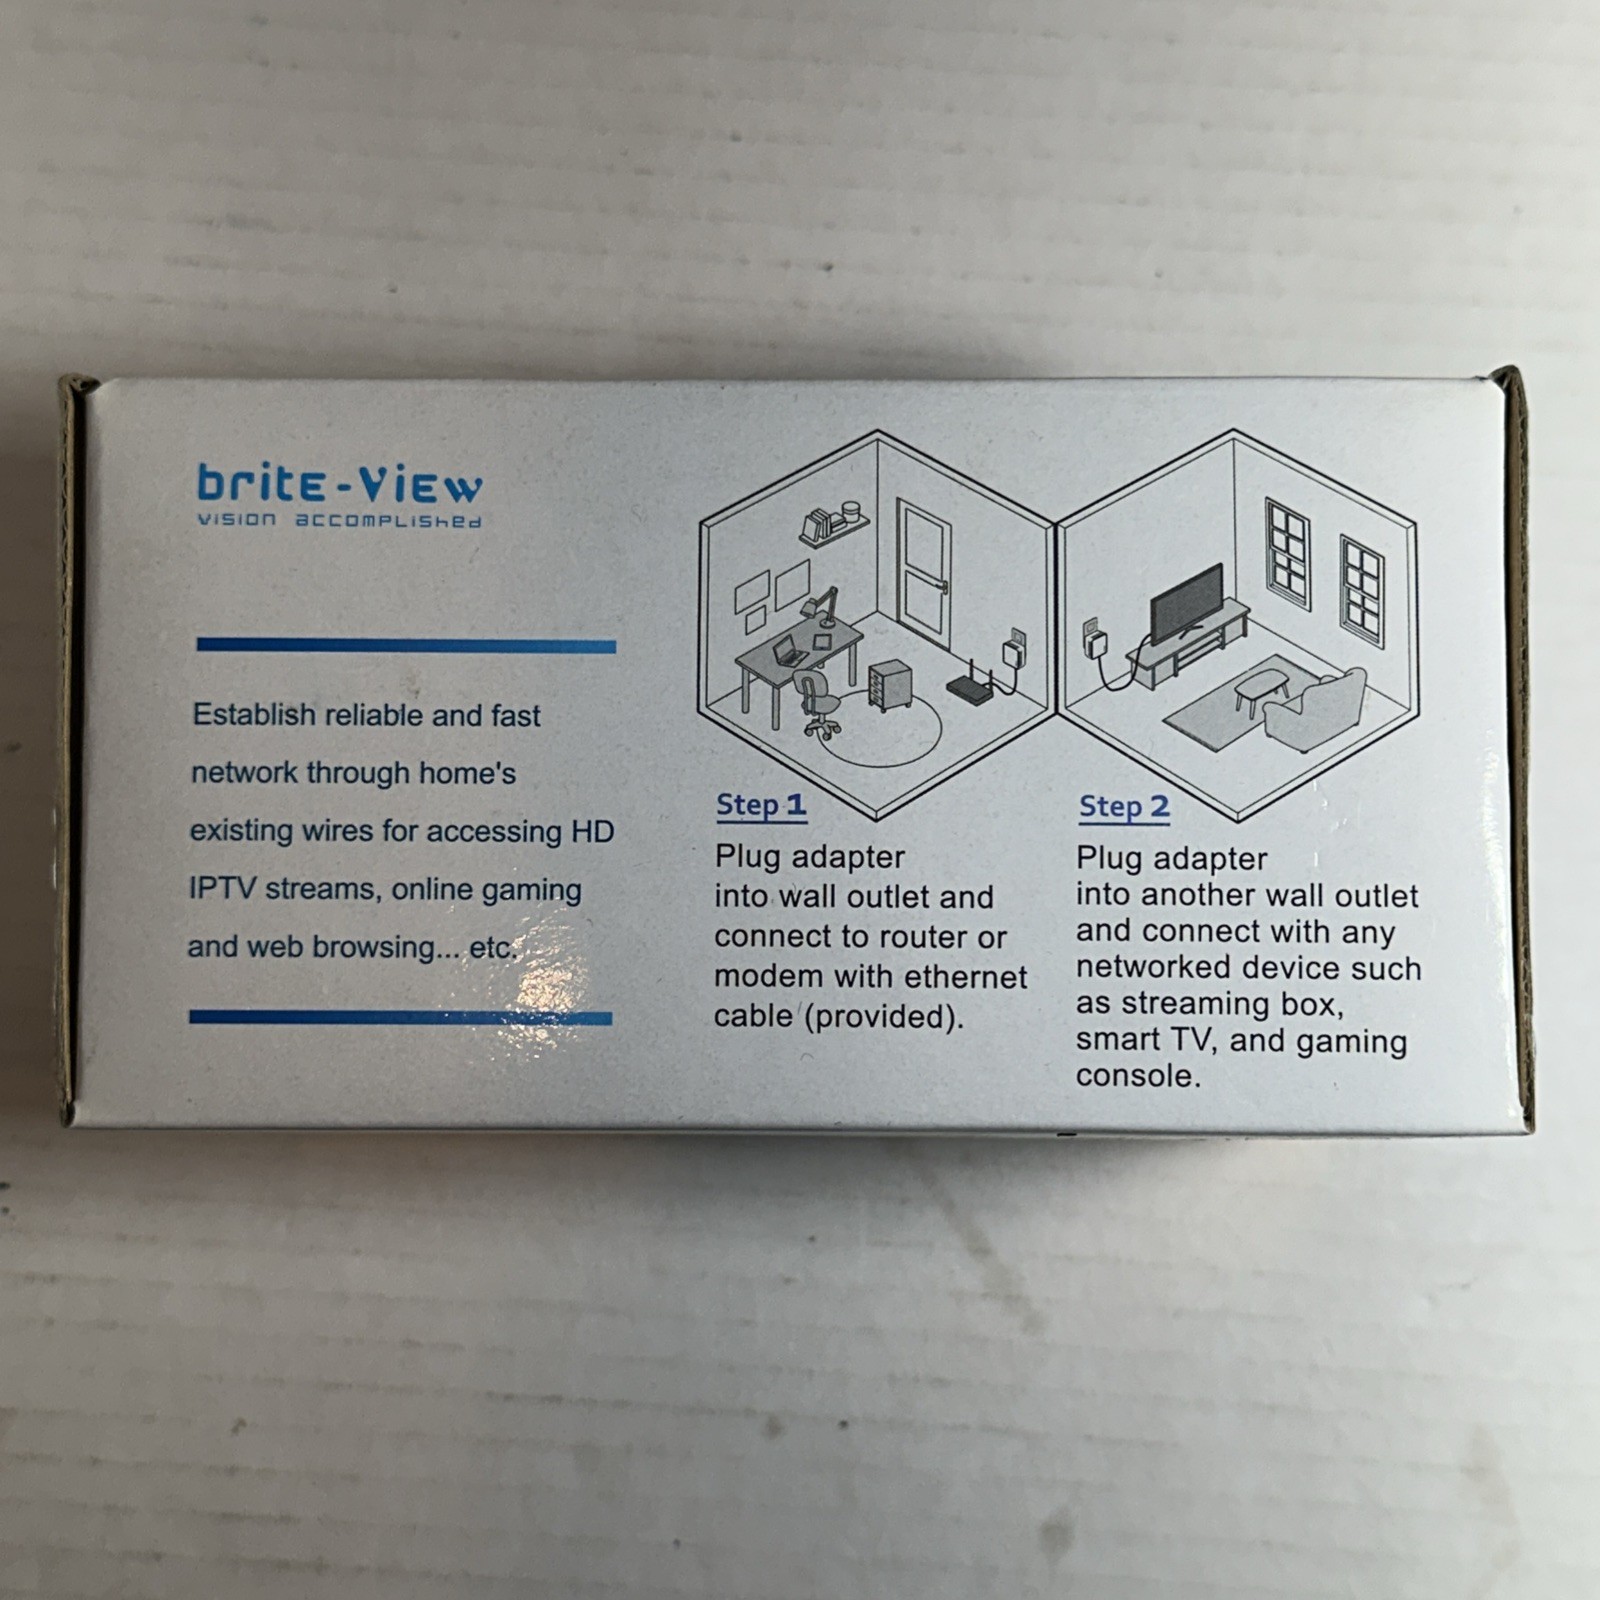 brite-View
vision accomplished
Establish reliable and fast
network through home's
existing wires for accessing HD
IPTV streams, online gaming
and web browsing... etc.
Step 1
Plug adapter
into wall outlet and
connect to router or
modem with ethernet
cable (provided).
Step 2
Plug adapter
into another wall outlet
and connect with any
networked device such
as streaming box,
smart TV, and gaming
console.